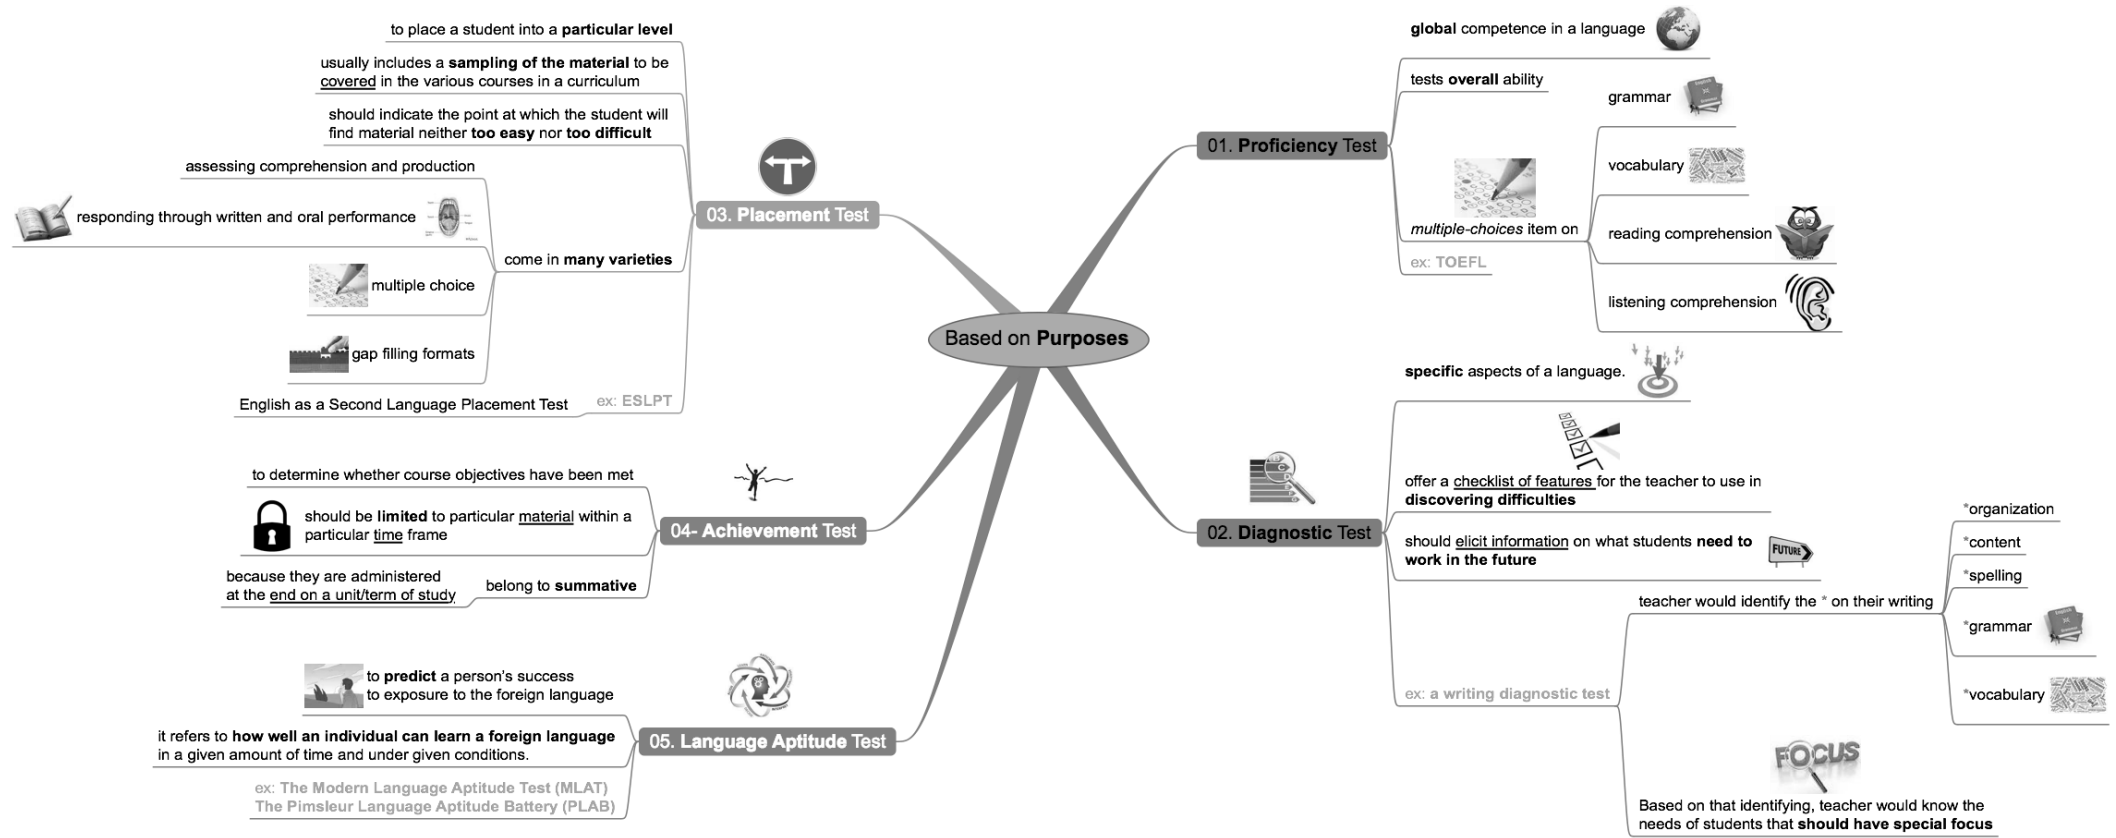 Based on Purposes
01. Proficiency Test
global competence in a language
tests overall ability
multiple-choices item on
grammar
vocabulary
reading comprehension
listening comprehension
ex: TOEFL
02. Diagnostic Test
specific aspects of a language.
offer a checklist of features for the teacher to use in
discovering difficulties
should elicit information on what students need to
work in the future
FUTURE
ex: a writing diagnostic test
teacher would identify the * on their writing
*organization
*content
*spelling
*grammar
*vocabulary
FOCUS
Based on that identifying, teacher would know the
needs of students that should have special focus
03. Placement Test
to place a student into a particular level
usually includes a sampling of the material to be
covered in the various courses in a curriculum
should indicate the point at which the student will
find material neither too easy nor too difficult
come in many varieties
assessing comprehension and production
responding through written and oral performance
multiple choice
gap filling formats
ex: ESLPT
English as a Second Language Placement Test
04- Achievement Test
to determine whether course objectives have been met
should be limited to particular material within a
particular time frame
belong to summative
because they are administered
at the end on a unit/term of study
05. Language Aptitude Test
to predict a person's success
to exposure to the foreign language
it refers to how well an individual can learn a foreign language
in a given amount of time and under given conditions.
ex: The Modern Language Aptitude Test (MLAT)
The Pimsleur Language Aptitude Battery (PLAB)